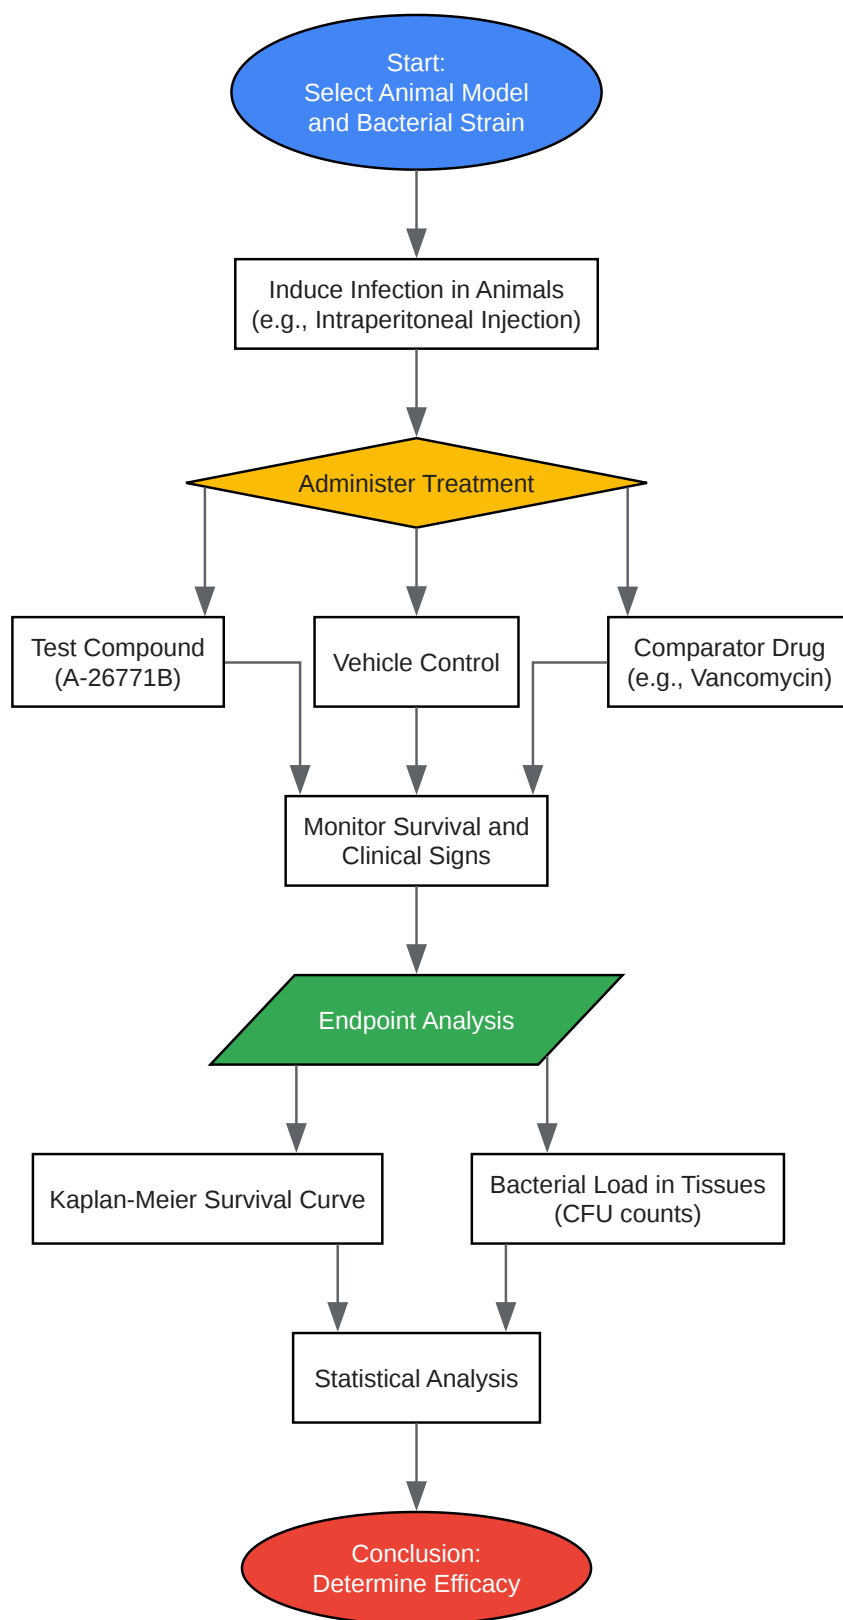 Start:
Select Animal Model
and Bacterial Strain
Induce Infection in Animals
(e.g., Intraperitoneal Injection)
Administer Treatment
Test Compound
(A-26771B)
Vehicle Control
Comparator Drug
(e.g., Vancomycin)
Monitor Survival and
Clinical Signs
Endpoint Analysis
Kaplan-Meier Survival Curve
Bacterial Load in Tissues
(CFU counts)
Statistical Analysis
Conclusion:
Determine Efficacy